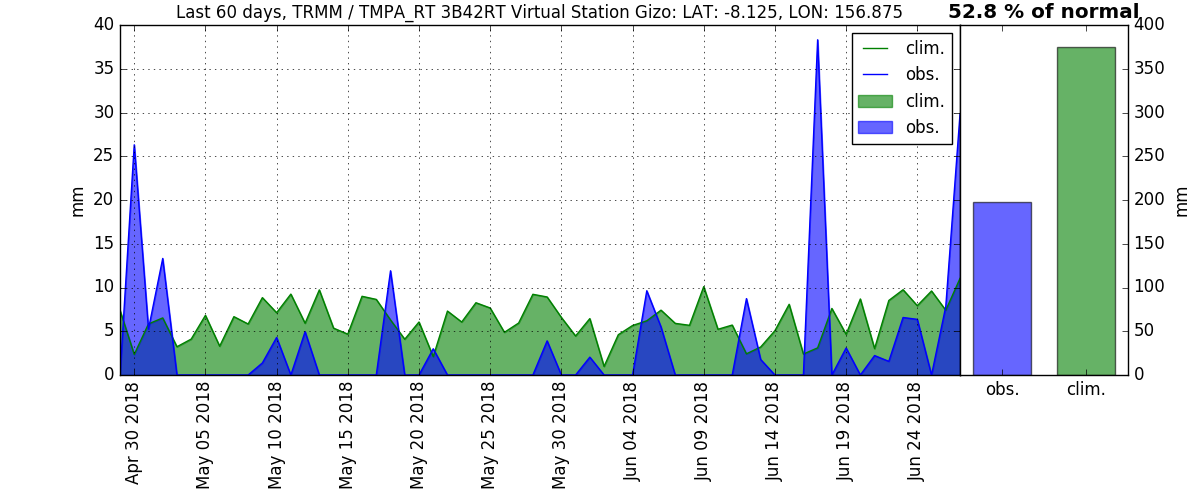 Last 60 days, TRMM / TMPA_RT 3B42RT Virtual Station Gizo: LAT: -8.125, LON: 156.875
52.8 % of normal
mm
40
35
30
25
20
15
10
5
0
clim.
obs.
clim.
obs.
400
350
300
250
200
150
100
50
0
mm
Apr 30 2018
May 05 2018
May 10 2018
May 15 2018
May 20 2018
May 25 2018
May 30 2018
Jun 04 2018
Jun 09 2018
Jun 14 2018
Jun 19 2018
Jun 24 2018
obs.
clim.